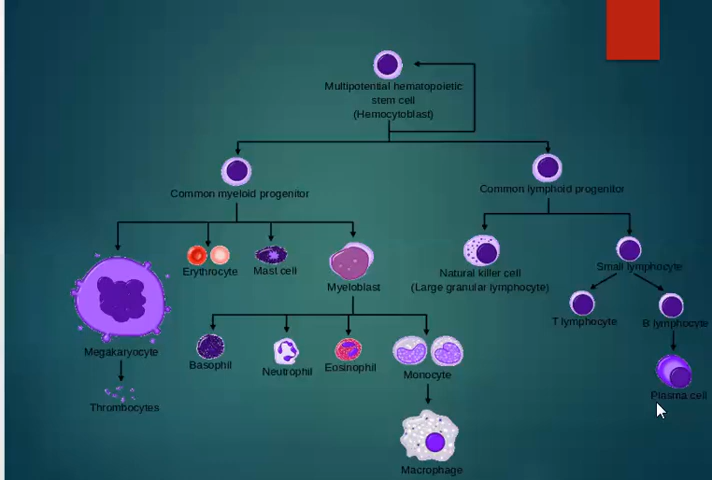 Multipotential hematopoietic
stem cell
(Hemocytoblast)
Common myeloid progenitor
Common lymphoid progenitor
Erythrocyte
Mast cell
Myeloblast
Natural killer cell
(Large granular lymphocyte)
Small lymphocyte
T lymphocyte
B lymphocyte
Megakaryocyte
Basophil
Neutrophil
Eosinophil
Monocyte
Plasma cell
Thrombocytes
Macrophage